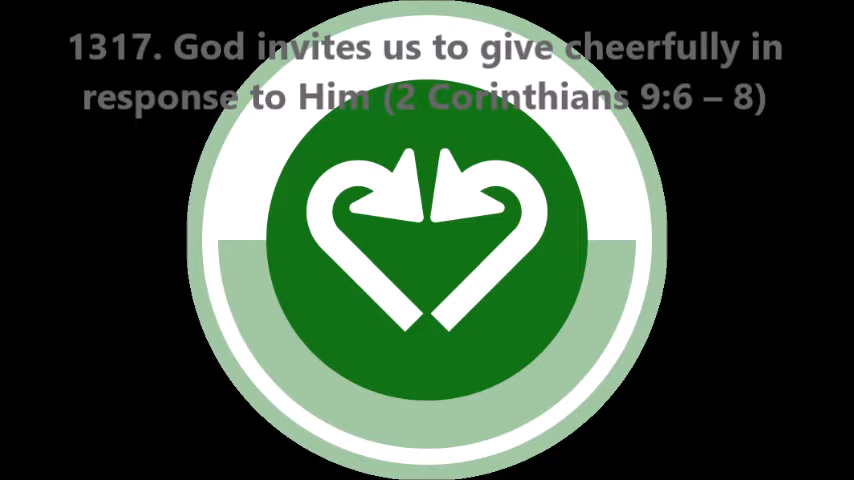 1317. God invites us to give cheerfully in
response to Him (2 Corinthians 9:6 – 8)